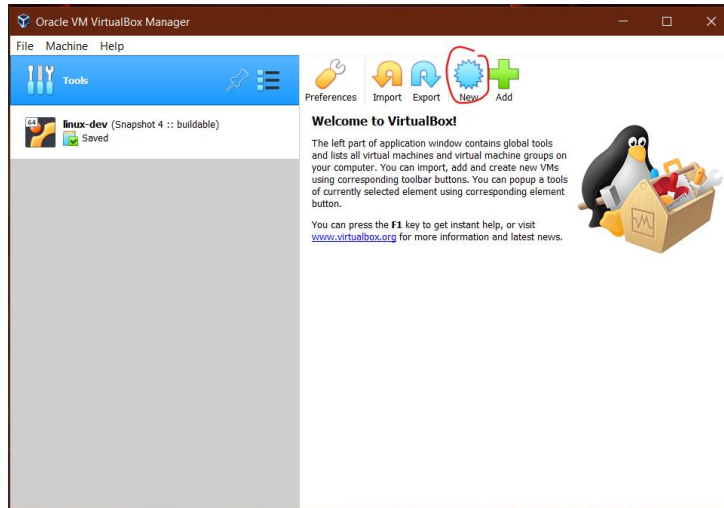 Oracle VM VirtualBox Manager
File Machine Help
Tools
Preferences Import Export New Add
64
linux-dev (Snapshot 4 :: buildable)
Saved
Welcome to VirtualBox!
The left part of application window contains global tools
and lists all virtual machines and virtual machine groups on
your computer. You can import, add and create new VMs
using corresponding toolbar buttons. You can popup a tools
of currently selected element using corresponding element
button.
You can press the F1 key to get instant help, or visit
www.virtualbox.org for more information and latest news.